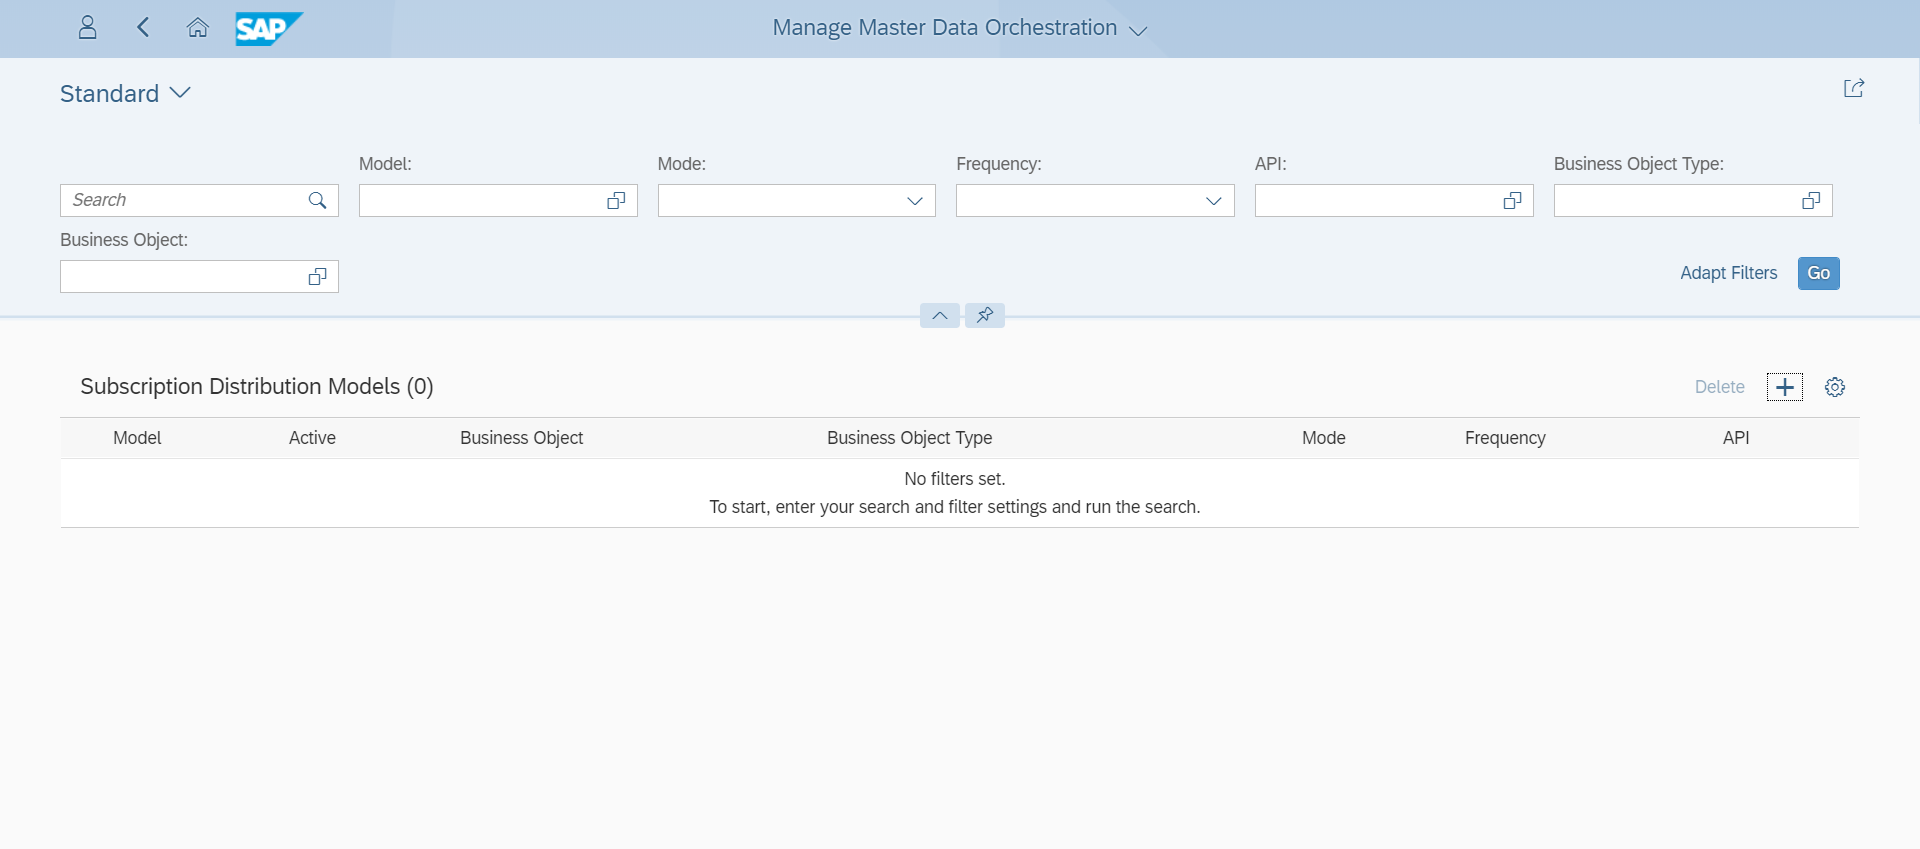 SAP
Manage Master Data Orchestration
Standard
Search
Model:
Mode:
Frequency:
API:
Business Object Type:
Business Object:
Adapt Filters
Go
Subscription Distribution Models (0)
Delete
Model Active Business Object Business Object Type Mode Frequency API
No filters set.
To start, enter your search and filter settings and run the search.